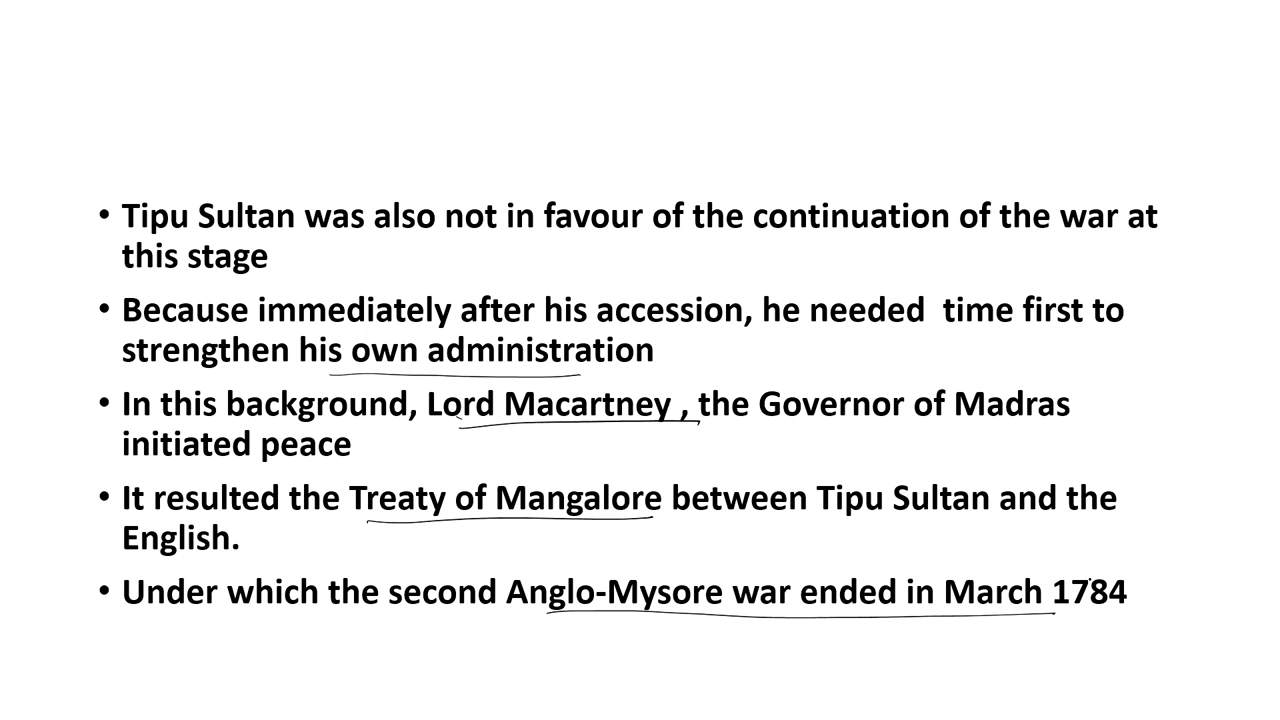 • Tipu Sultan was also not in favour of the continuation of the war at
this stage
• Because immediately after his accession, he needed  time first to
strengthen his own administration
• In this background, Lord Macartney , the Governor of Madras
initiated peace
• It resulted the Treaty of Mangalore between Tipu Sultan and the
English.
• Under which the second Anglo-Mysore war ended in March 1784